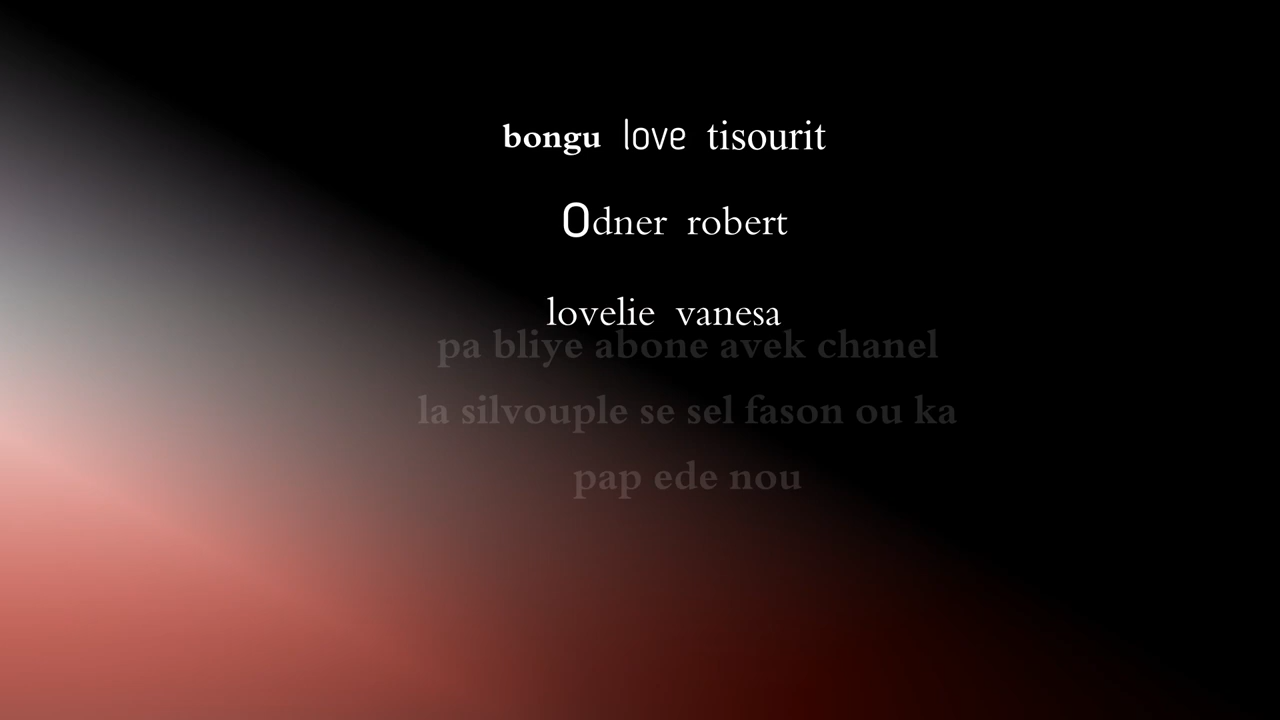 bongu love tisourit
Odner robert
lovelie vanesa
pa bliye abone avek chanel
la silvouple se sel fason ou ka
pap ede nou